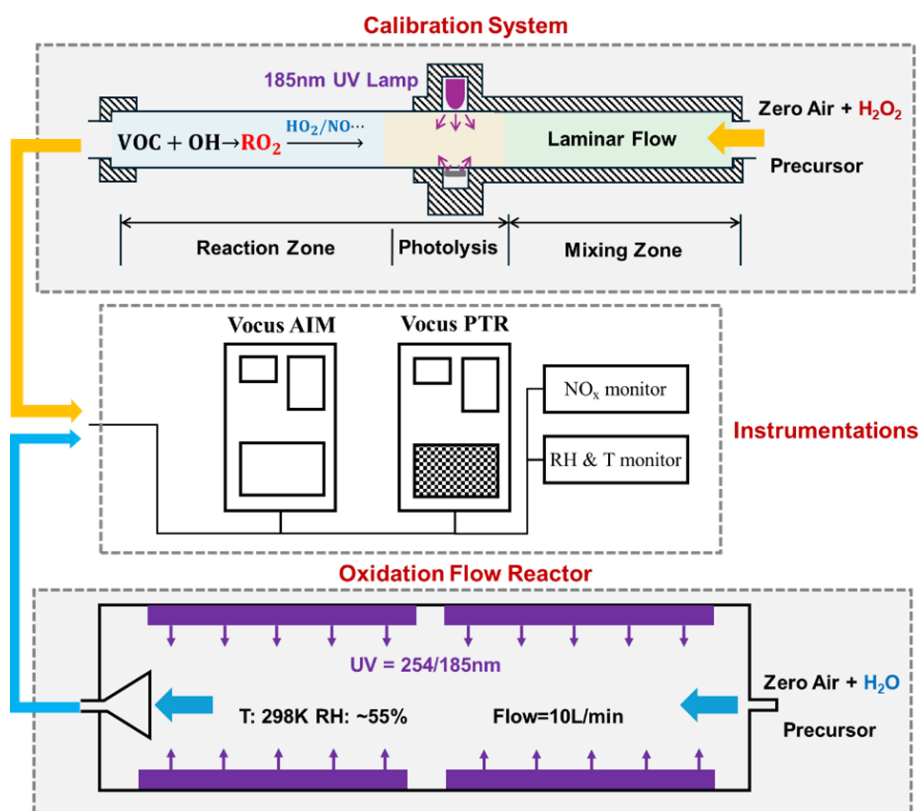 Calibration System
185nm UV Lamp
Zero Air + H₂O₂
Precursor
VOC + OH→RO₂ HO₂/NO⋯
Laminar Flow
Reaction Zone
Photolysis
Mixing Zone
Vocus AIM
Vocus PTR
NOₓ monitor
RH & T monitor
Instrumentations
Oxidation Flow Reactor
UV = 254/185nm
Zero Air + H₂O
T: 298K RH: ~55%
Flow=10L/min
Precursor